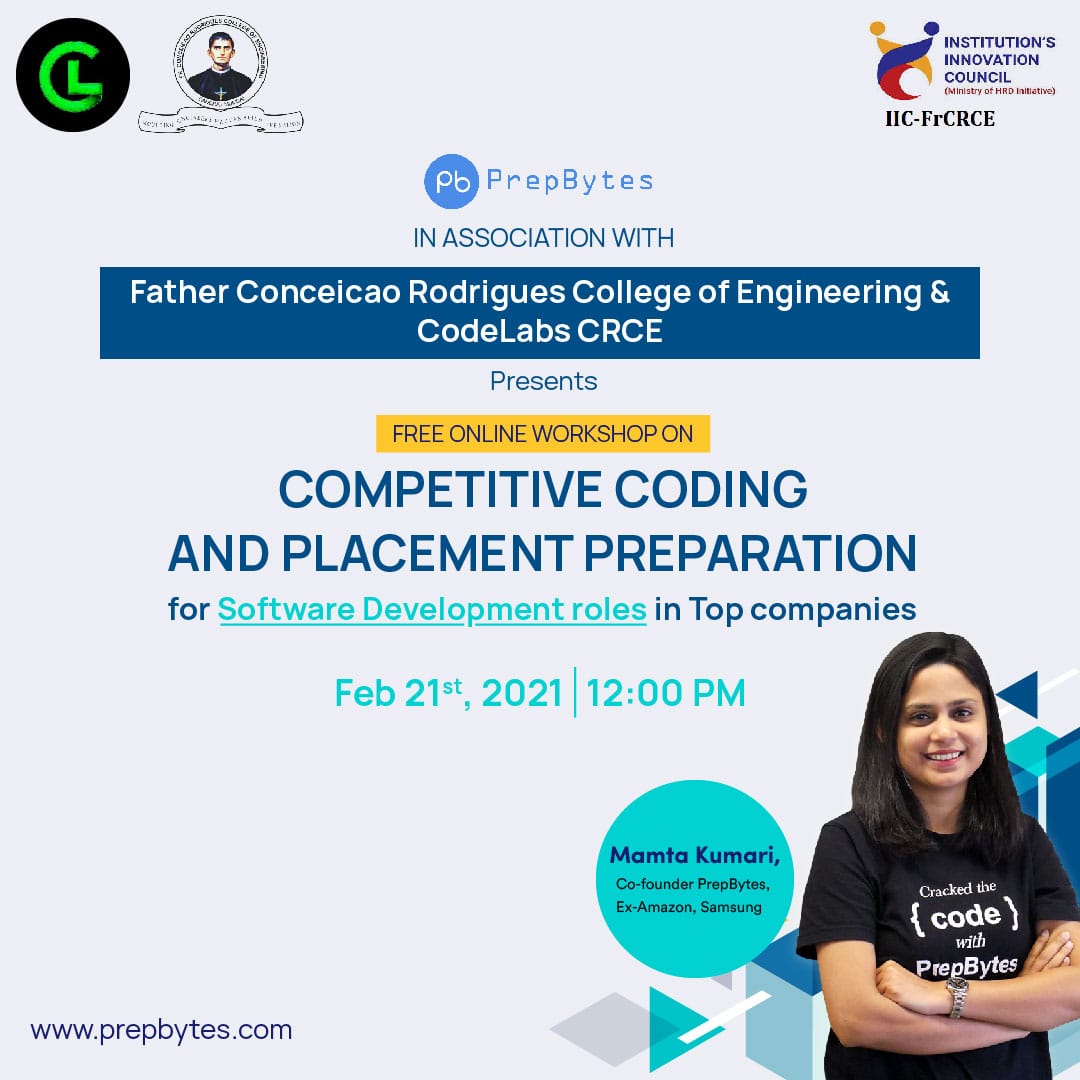 CL
INSTITUTION'S
INNOVATION
COUNCIL
(Ministry of HRD Initiative)
IIC-FrCRCE
Pb PrepBytes
IN ASSOCIATION WITH
Father Conceicao Rodrigues College of Engineering &
CodeLabs CRCE
Presents
FREE ONLINE WORKSHOP ON
COMPETITIVE CODING
AND PLACEMENT PREPARATION
for Software Development roles in Top companies
Feb 21st, 2021 | 12:00 PM
Mamta Kumari,
Co-founder PrepBytes,
Ex-Amazon, Samsung
Cracked the
{ code }
with
PrepBytes
www.prepbytes.com